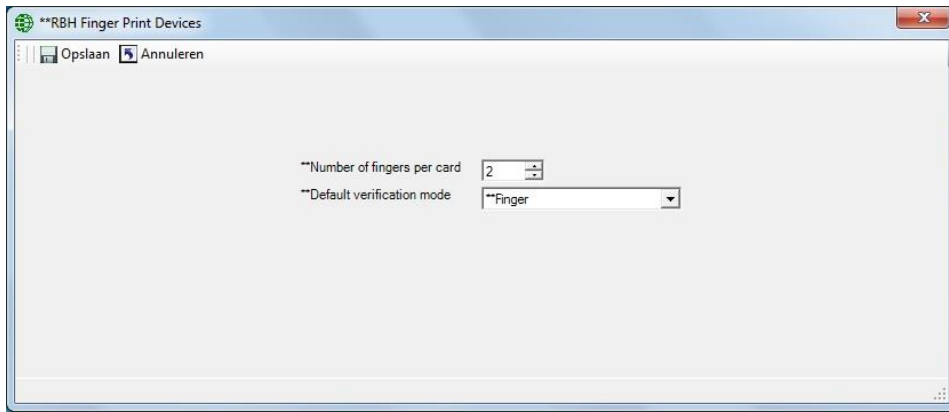 **RBH Finger Print Devices
Opslaan Annuleren
**Number of fingers per card 2
**Default verification mode **Finger